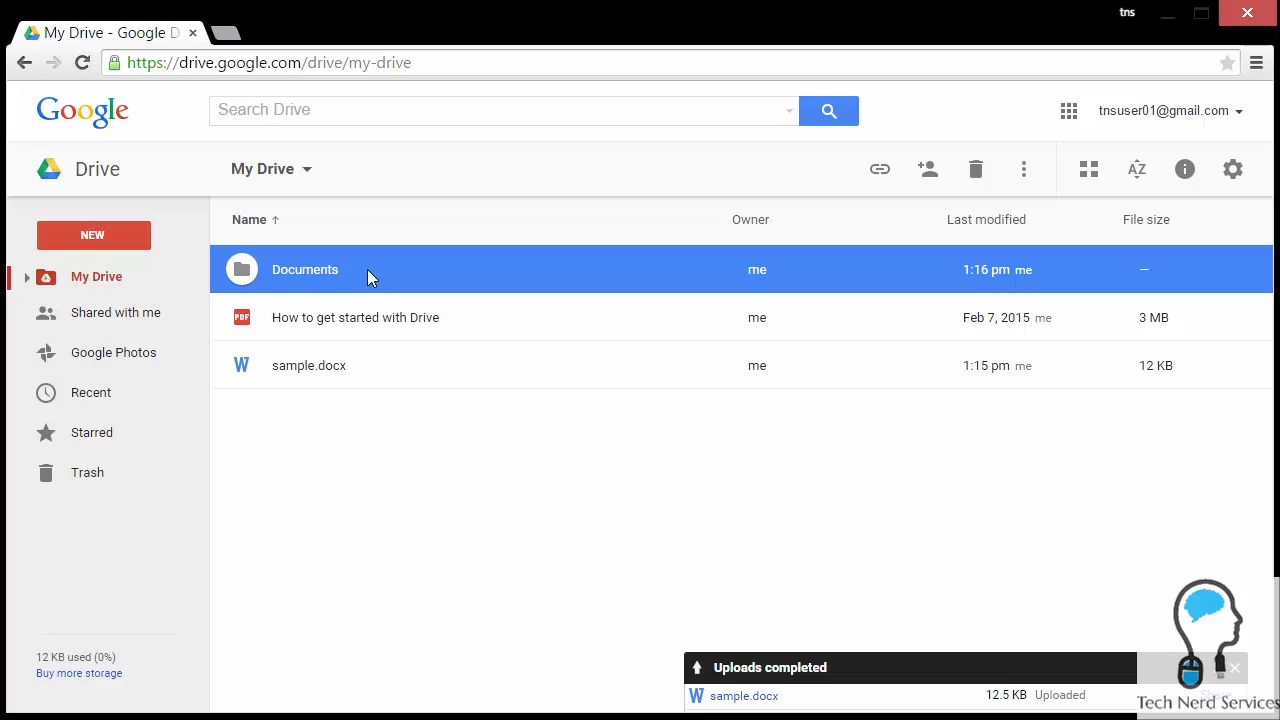 tns
My Drive - Google D
https://drive.google.com/drive/my-drive
Google
Search Drive
tnsuser01@gmail.com
Drive
My Drive
AZ
NEW
My Drive
Shared with me
Google Photos
Recent
Starred
Trash
12 KB used (0%)
Buy more storage
Name Owner Last modified File size
Documents me 1:16 pm me —
PDF How to get started with Drive me Feb 7, 2015 me 3 MB
W sample.docx me 1:15 pm me 12 KB
Uploads completed
W sample.docx 12.5 KB Uploaded
Share
Tech Nerd Services